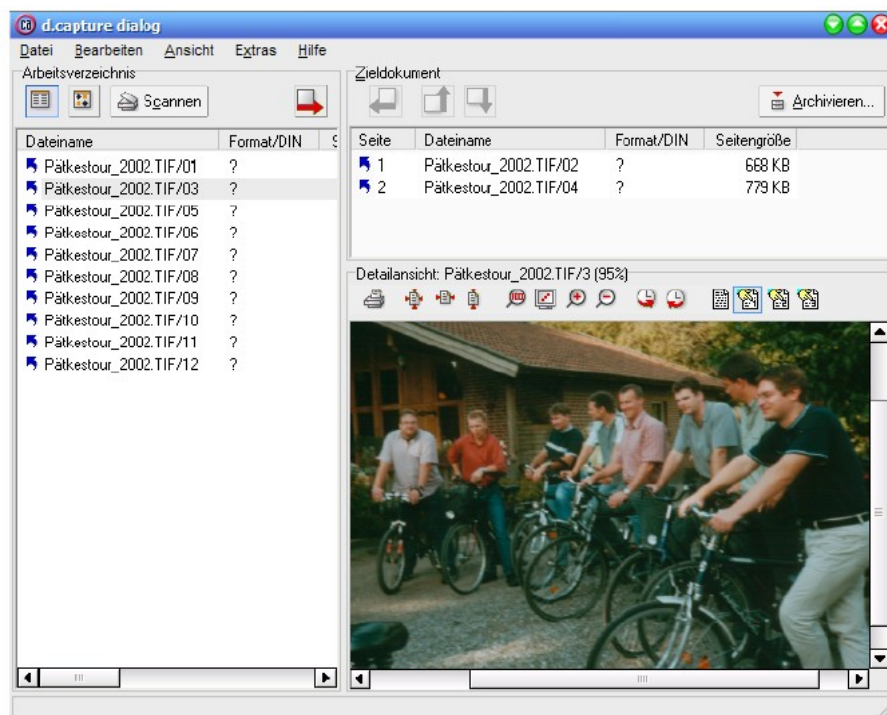 d.capture dialog
Datei Bearbeiten Ansicht Extras Hilfe
Arbeitsverzeichnis
Scannen
Dateiname Format/DIN S
Pätkestour_2002.TIF/01 ?
Pätkestour_2002.TIF/03 ?
Pätkestour_2002.TIF/05 ?
Pätkestour_2002.TIF/06 ?
Pätkestour_2002.TIF/07 ?
Pätkestour_2002.TIF/08 ?
Pätkestour_2002.TIF/09 ?
Pätkestour_2002.TIF/10 ?
Pätkestour_2002.TIF/11 ?
Pätkestour_2002.TIF/12 ?
Zieldokument
Archivieren...
Seite Dateiname Format/DIN Seitengröße
1 Pätkestour_2002.TIF/02 ? 668 KB
2 Pätkestour_2002.TIF/04 ? 779 KB
Detailansicht: Pätkestour_2002.TIF/3 (95%)